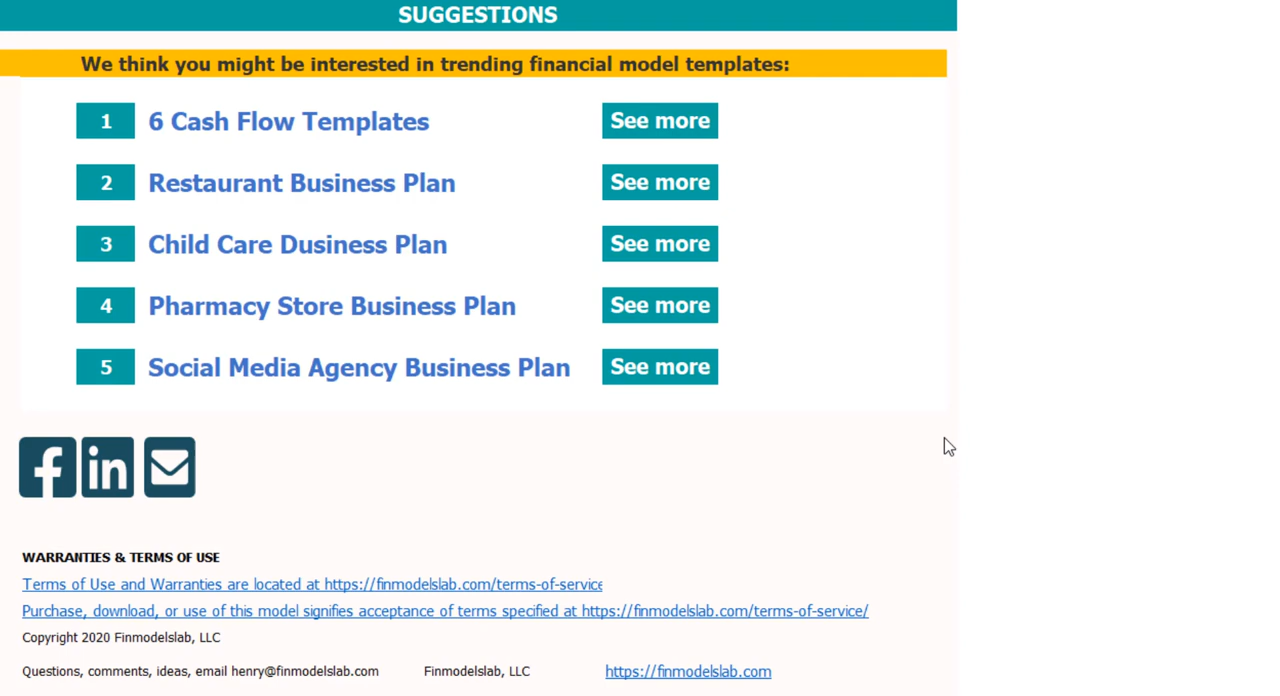 SUGGESTIONS
We think you might be interested in trending financial model templates:
1 6 Cash Flow Templates See more
2 Restaurant Business Plan See more
3 Child Care Dusiness Plan See more
4 Pharmacy Store Business Plan See more
5 Social Media Agency Business Plan See more
WARRANTIES & TERMS OF USE
Terms of Use and Warranties are located at https://finmodelslab.com/terms-of-service
Purchase, download, or use of this model signifies acceptance of terms specified at https://finmodelslab.com/terms-of-service/
Copyright 2020 Finmodelslab, LLC
Questions, comments, ideas, email henry@finmodelslab.com Finmodelslab, LLC https://finmodelslab.com